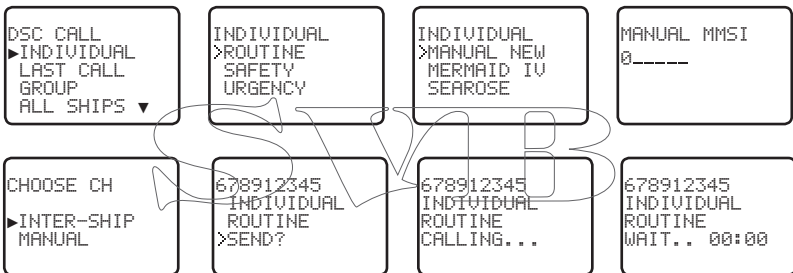 DSC CALL
▶INDIVIDUAL
LAST CALL
GROUP
ALL SHIPS ▼
INDIVIDUAL
>ROUTINE
SAFETY
URGENCY
INDIVIDUAL
>MANUAL NEW
MERMAID IV
SEAROSE
MANUAL MMSI
0_____
CHOOSE CH
▶INTER-SHIP
MANUAL
678912345
INDIVIDUAL
ROUTINE
>SEND?
678912345
INDIVIDUAL
ROUTINE
CALLING...
678912345
INDIVIDUAL
ROUTINE
WAIT.. 00:00
SVB